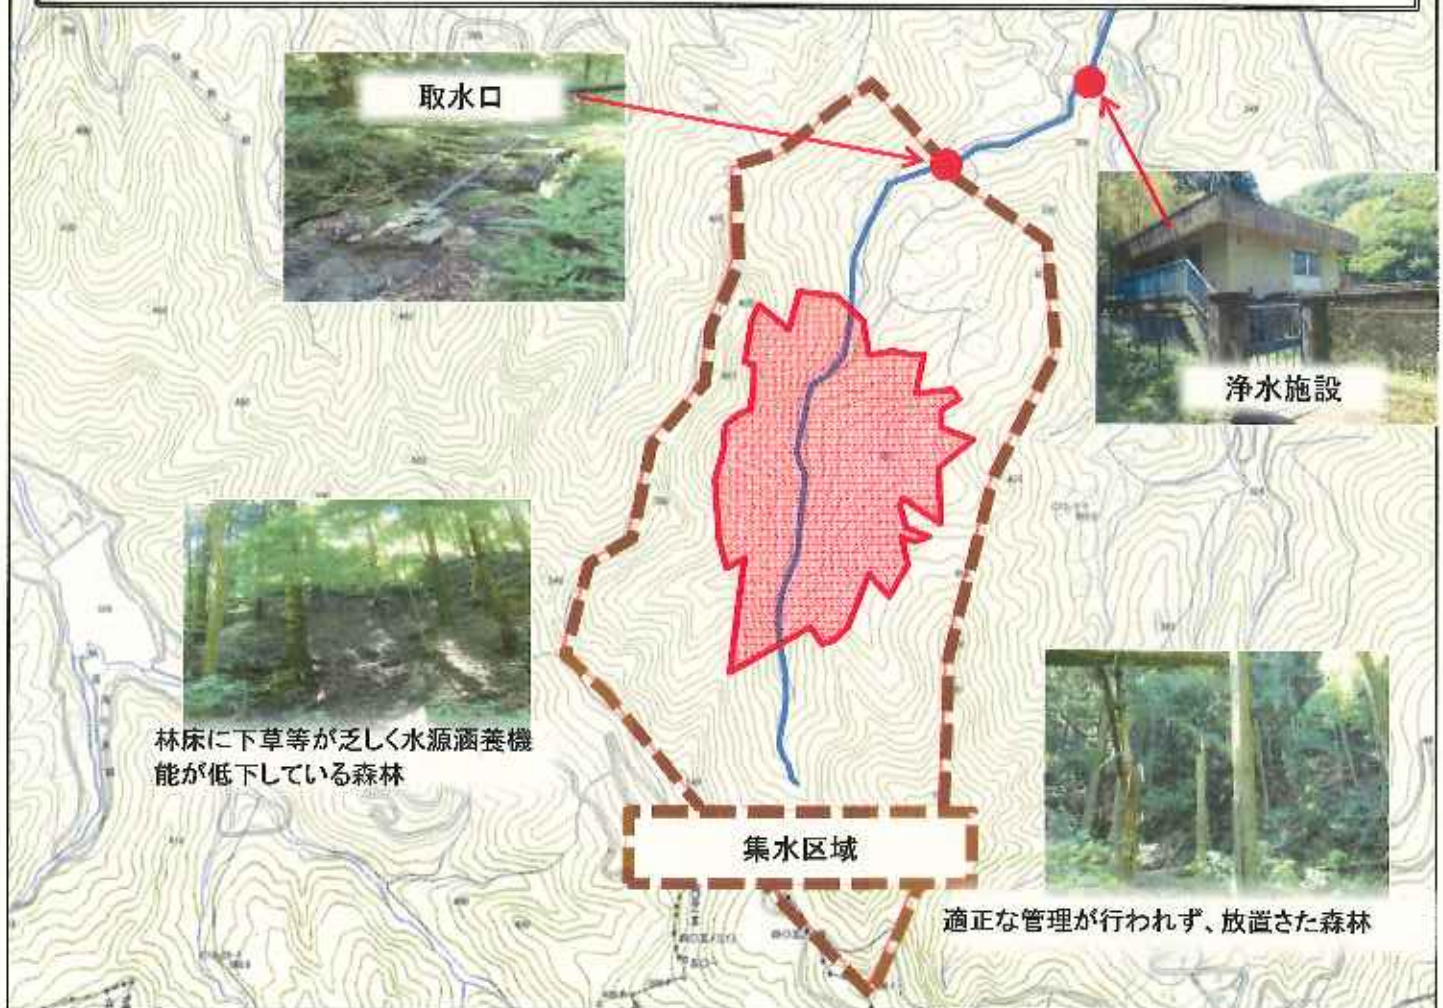 取水口
浄水施設
林床に下草等が乏しく水源涵養機
能が低下している森林
集水区域
適正な管理が行われず、放置さた森林